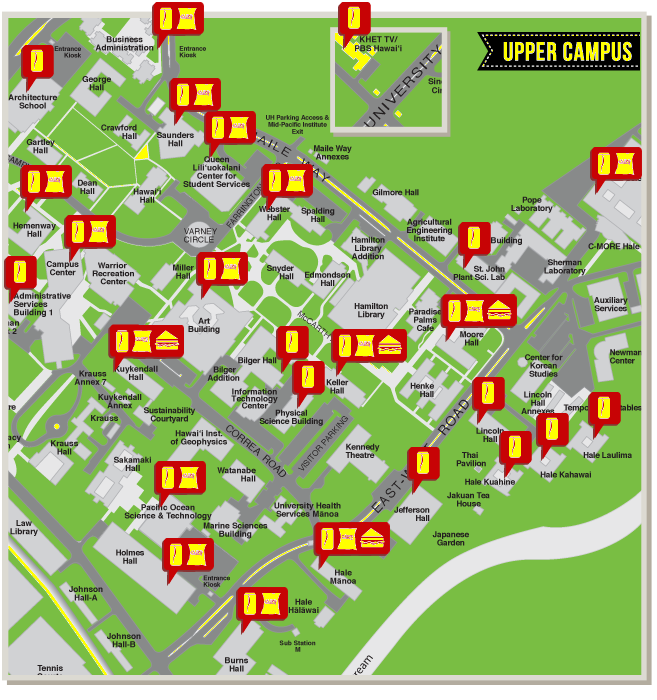 UPPER CAMPUS
KHET TV/
PBS Hawai'i
UNIVERSITY
Business
Administration
Entrance
Kiosk
Entrance
Kiosk
Architecture
School
George
Hall
Crawford
Hall
Saunders
Hall
UH Parking Access &
Mid-Pacific Institute
Exit
Maile Way
Annexes
Gartley
Hall
Queen
Lili'uokalani
Center for
Student Services
Dean
Hall
Hawai'i
Hall
Webster
Hall
Spalding
Hall
Gilmore Hall
Pope
Laboratory
Hemenway
Hall
VARNEY
CIRCLE
Agricultural
Engineering
Institute
Building
C-MORE Hale
Campus
Center
Warrior
Recreation
Center
Miller
Hall
Snyder
Hall
Edmondson
Hall
Hamilton
Library
Addition
St. John
Plant Sci. Lab
Sherman
Laboratory
Administrative
Services
Building 1
Art
Building
Hamilton
Library
Paradise
Palms
Cafe
Moore
Hall
Auxiliary
Services
Bilger Hall
Krauss
Annex 7
Kuykendall
Hall
Bilger
Addition
Keller
Hall
Henke
Hall
Center for
Korean
Studies
Newman
Center
Kuykendall
Annex
Krauss
Information
Technology
Center
Physical
Science Building
Lincoln
Hall
Annexes
Sustainability
Courtyard
Hawai'i Inst.
of Geophysics
CORREA ROAD
VISITOR PARKING
EAST-WEST ROAD
Lincoln
Hall
Krauss
Hall
Sakamaki
Hall
Watanabe
Hall
Kennedy
Theatre
Thai
Pavilion
Hale Laulima
Hale Kahawai
Hale Kuahine
Pacific Ocean
Science & Technology
University Health
Services Mānoa
Jefferson
Hall
Jakuan Tea
House
Law
Library
Marine Sciences
Building
Japanese
Garden
Holmes
Hall
Entrance
Kiosk
Hale
Mānoa
Johnson
Hall-A
Hale
Hālāwai
Johnson
Hall-B
Sub Station
M
Burns
Hall
Tennis